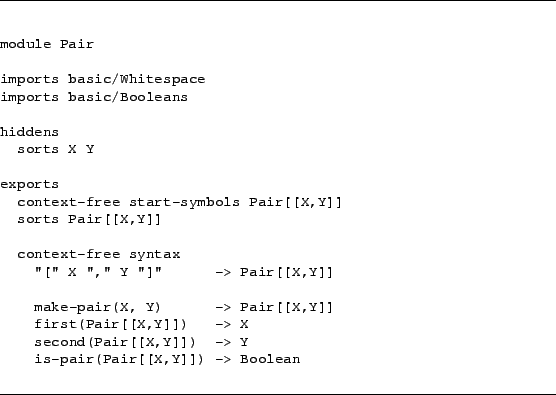 module Pair
imports basic/Whitespace
imports basic/Booleans
hiddens
  sorts X Y
exports
  context-free start-symbols Pair[[X,Y]]
  sorts Pair[[X,Y]]
  context-free syntax
    "[" X "," Y "]"      -> Pair[[X,Y]]
    make-pair(X, Y)      -> Pair[[X,Y]]
    first(Pair[[X,Y]])   -> X
    second(Pair[[X,Y]])  -> Y
    is-pair(Pair[[X,Y]]) -> Boolean